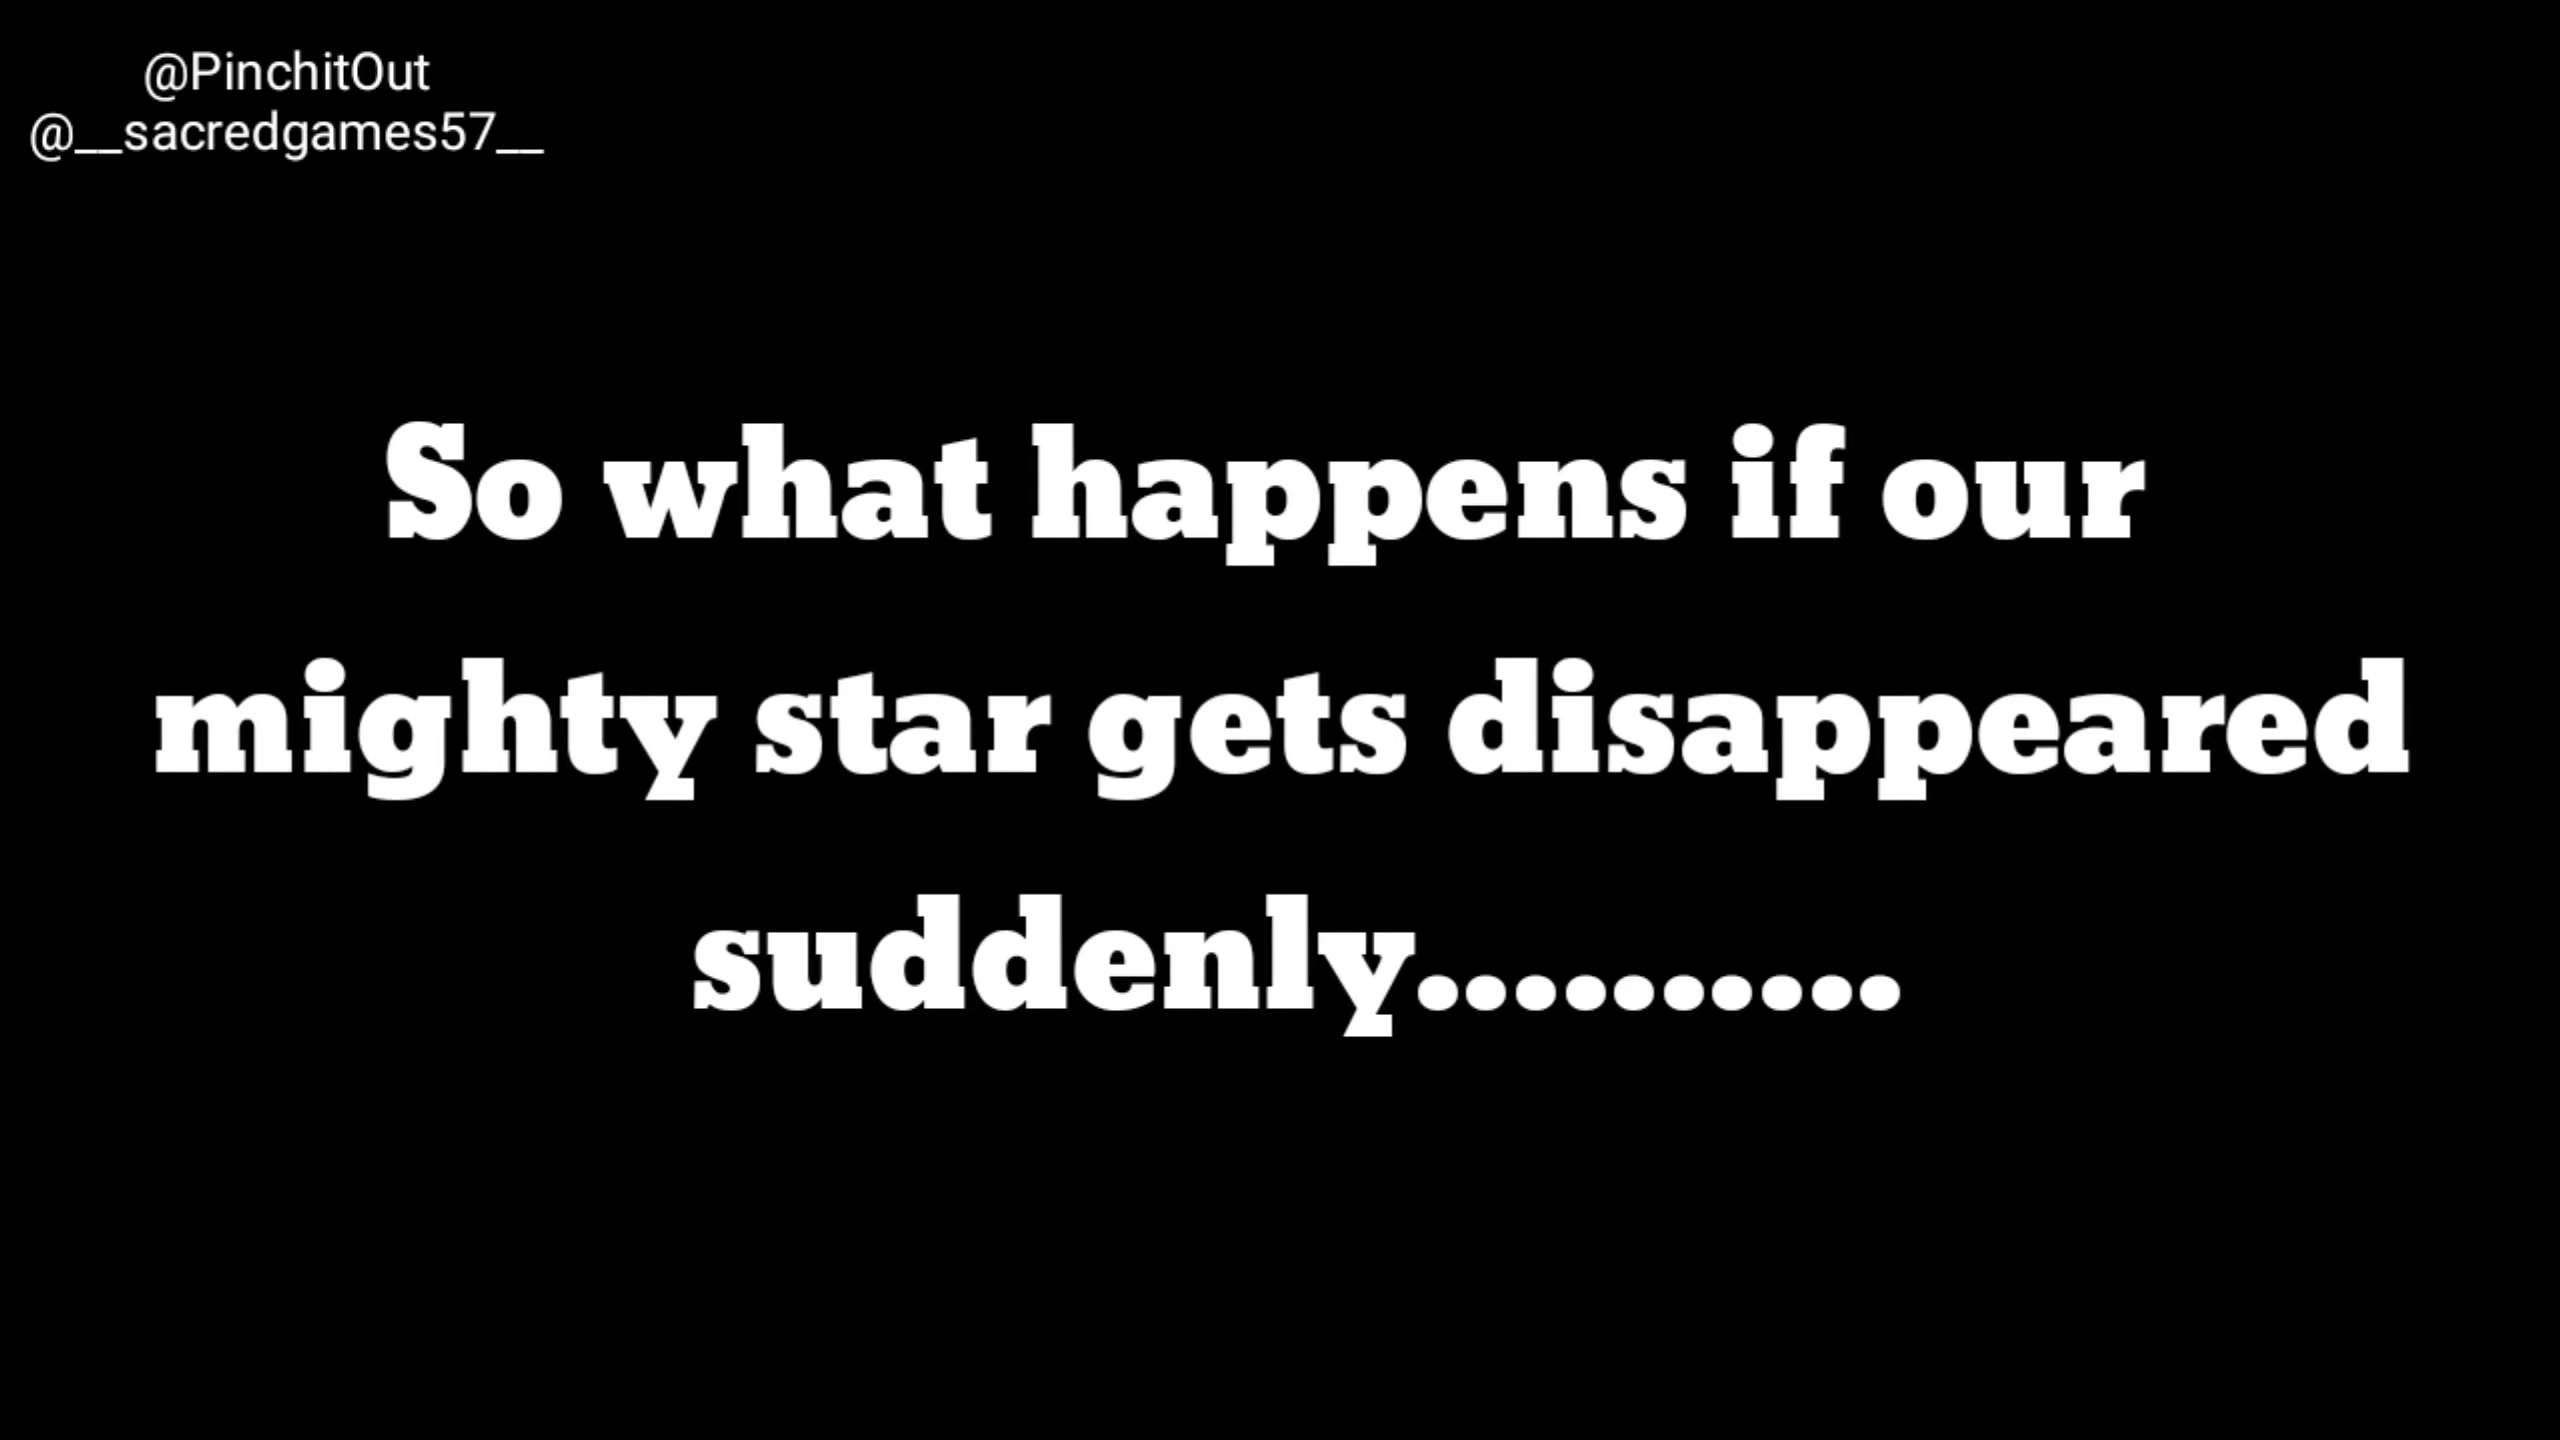 @PinchitOut
@__sacredgames57__
So what happens if our
mighty star gets disappeared
suddenly..........